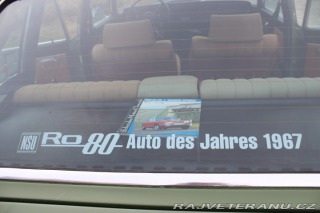 NSU Ro 80 Auto des Jahres 1967
RAJVETERANU.CZ